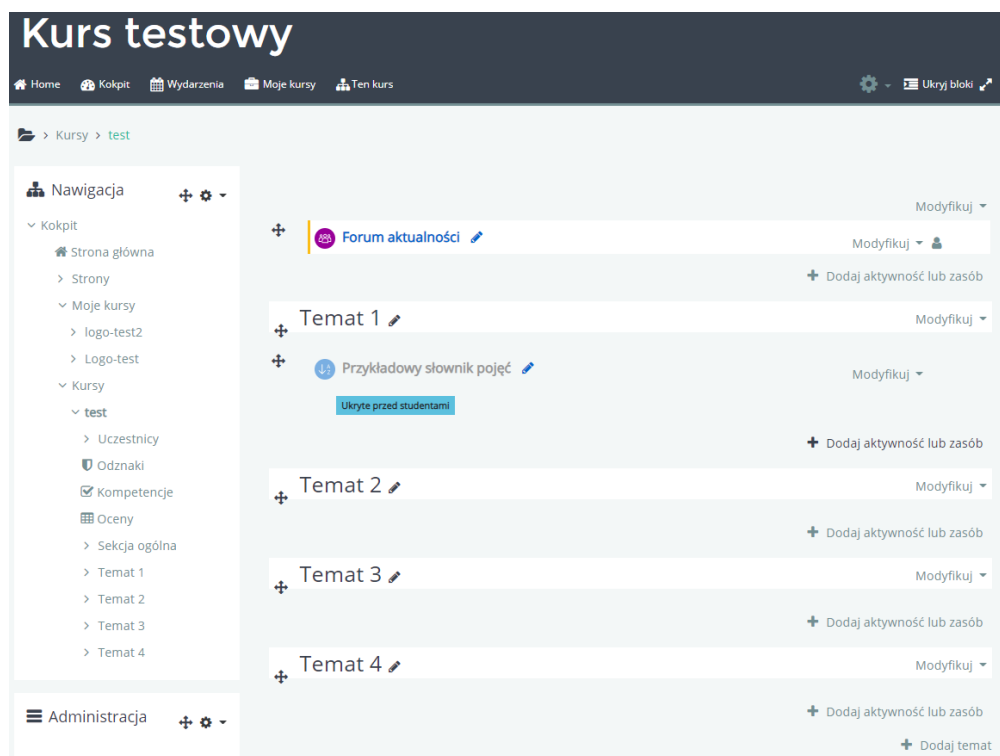 Kurs testowy
Home Kokpit Wydarzenia Moje kursy Ten kurs Ukryj bloki
> Kursy > test
Nawigacja
Kokpit
Strona główna
Strony
Moje kursy
logo-test2
Logo-test
Kursy
test
Uczestnicy
Odznaki
Kompetencje
Oceny
Sekcja ogólna
Temat 1
Temat 2
Temat 3
Temat 4
Administracja
Modyfikuj
Forum aktualności Modyfikuj
Dodaj aktywność lub zasób
Temat 1 Modyfikuj
Przykładowy słownik pojęć Modyfikuj
Ukryte przed studentami
Dodaj aktywność lub zasób
Temat 2 Modyfikuj
Dodaj aktywność lub zasób
Temat 3 Modyfikuj
Dodaj aktywność lub zasób
Temat 4 Modyfikuj
Dodaj aktywność lub zasób
Dodaj temat